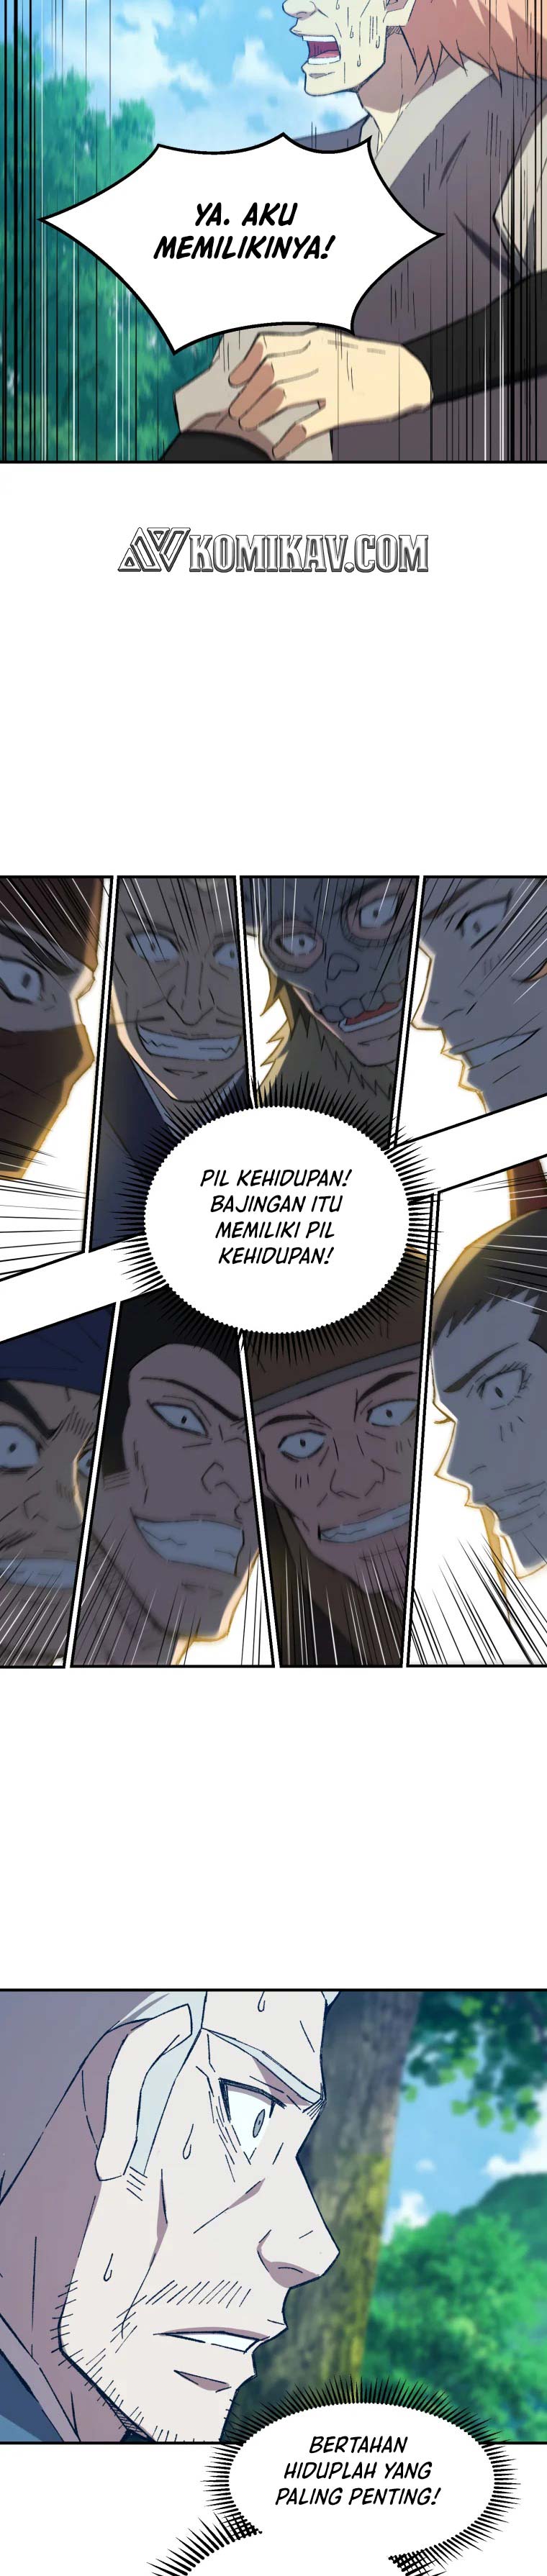 YA. AKU
MEMILIKINYA!
KOMIKAV.COM
PIL KEHIDUPAN!
BAJINGAN ITU
MEMILIKI PIL
KEHIDUPAN!
BERTAHAN
HIDUPLAH YANG
PALING PENTING!